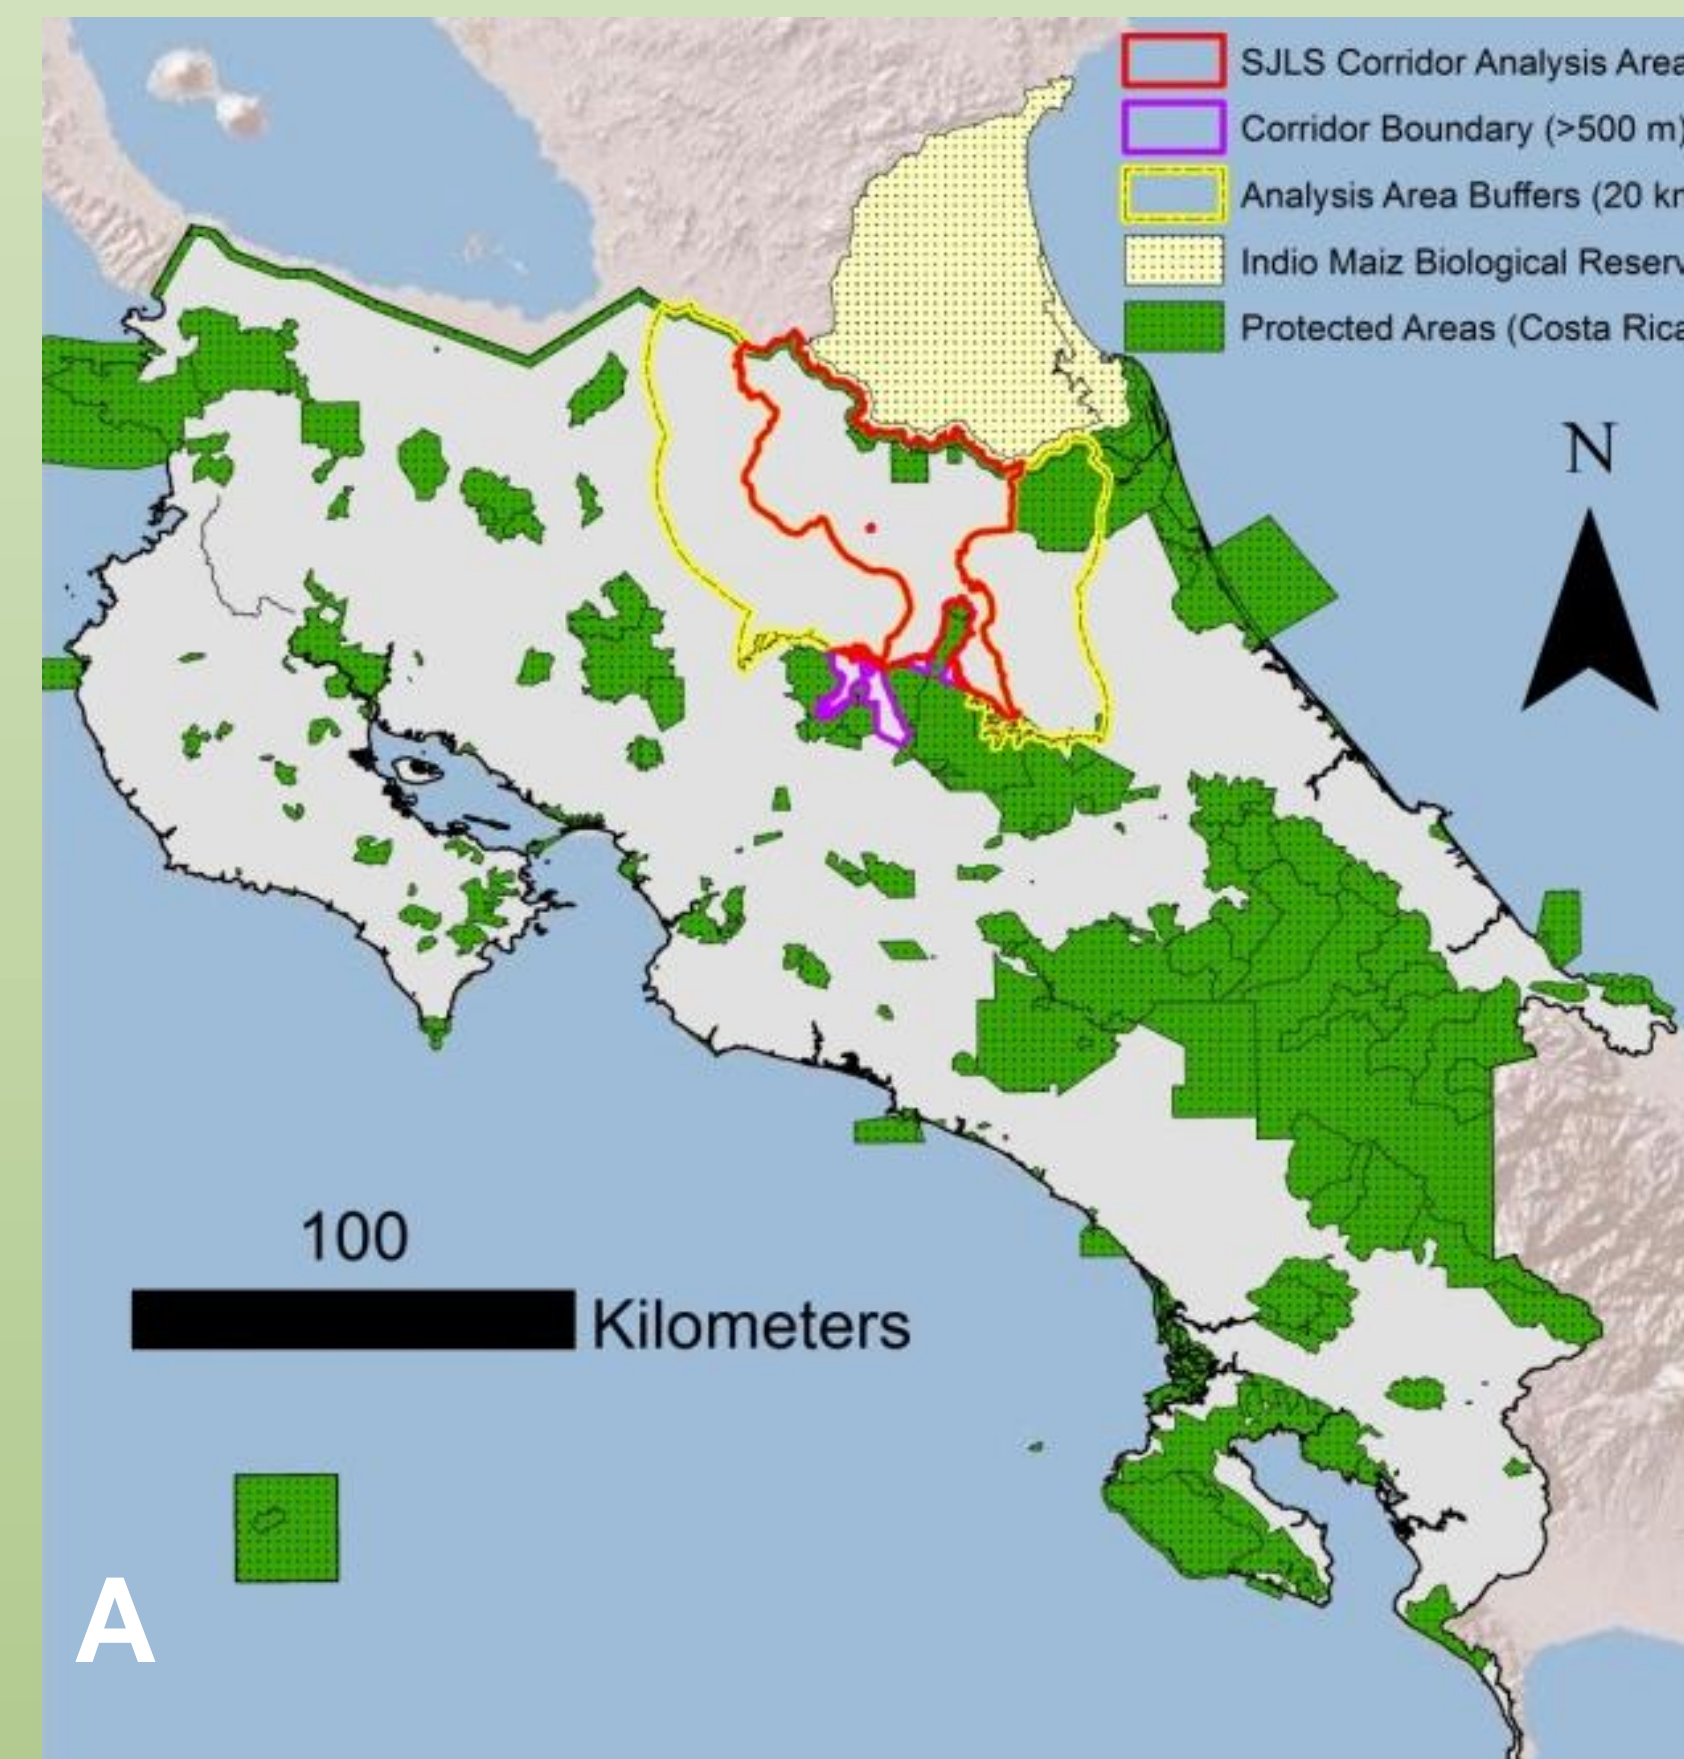 SJLS Corridor Analysis Area
Corridor Boundary (>500 m)
Analysis Area Buffers (20 km
Indio Maiz Biological Reserv
Protected Areas (Costa Rica
N
100
Kilometers
A